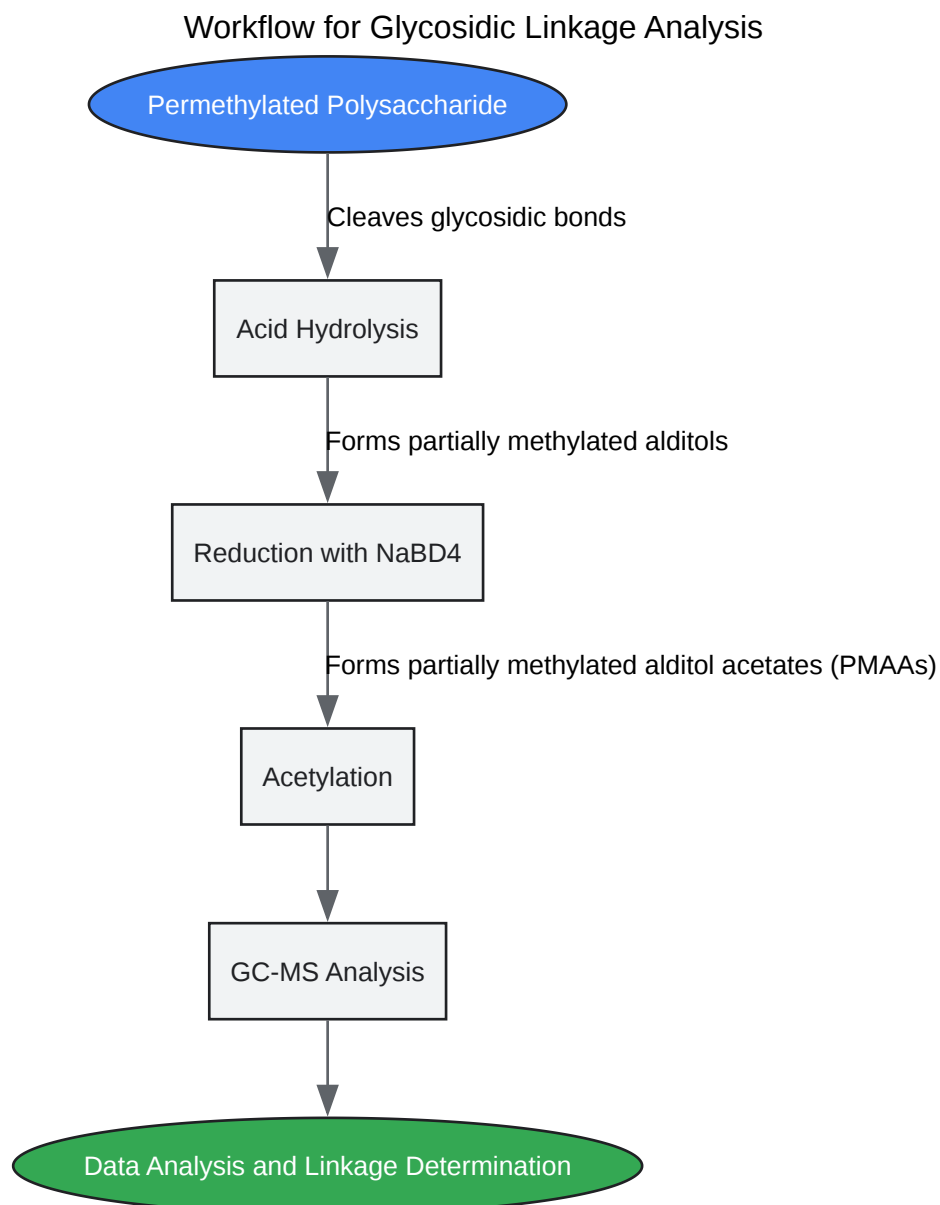 Workflow for Glycosidic Linkage Analysis
Permethylated Polysaccharide
Cleaves glycosidic bonds
Acid Hydrolysis
Forms partially methylated alditols
Reduction with NaBD4
Forms partially methylated alditol acetates (PMAAs)
Acetylation
GC-MS Analysis
Data Analysis and Linkage Determination